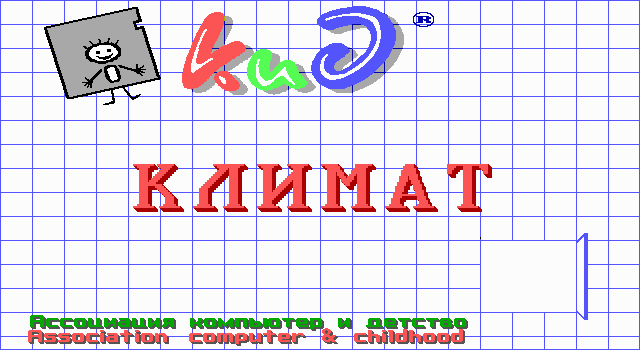 КиД ®
КЛИМАТ
Ассоциация компьютер и детство
Association computer & childhood